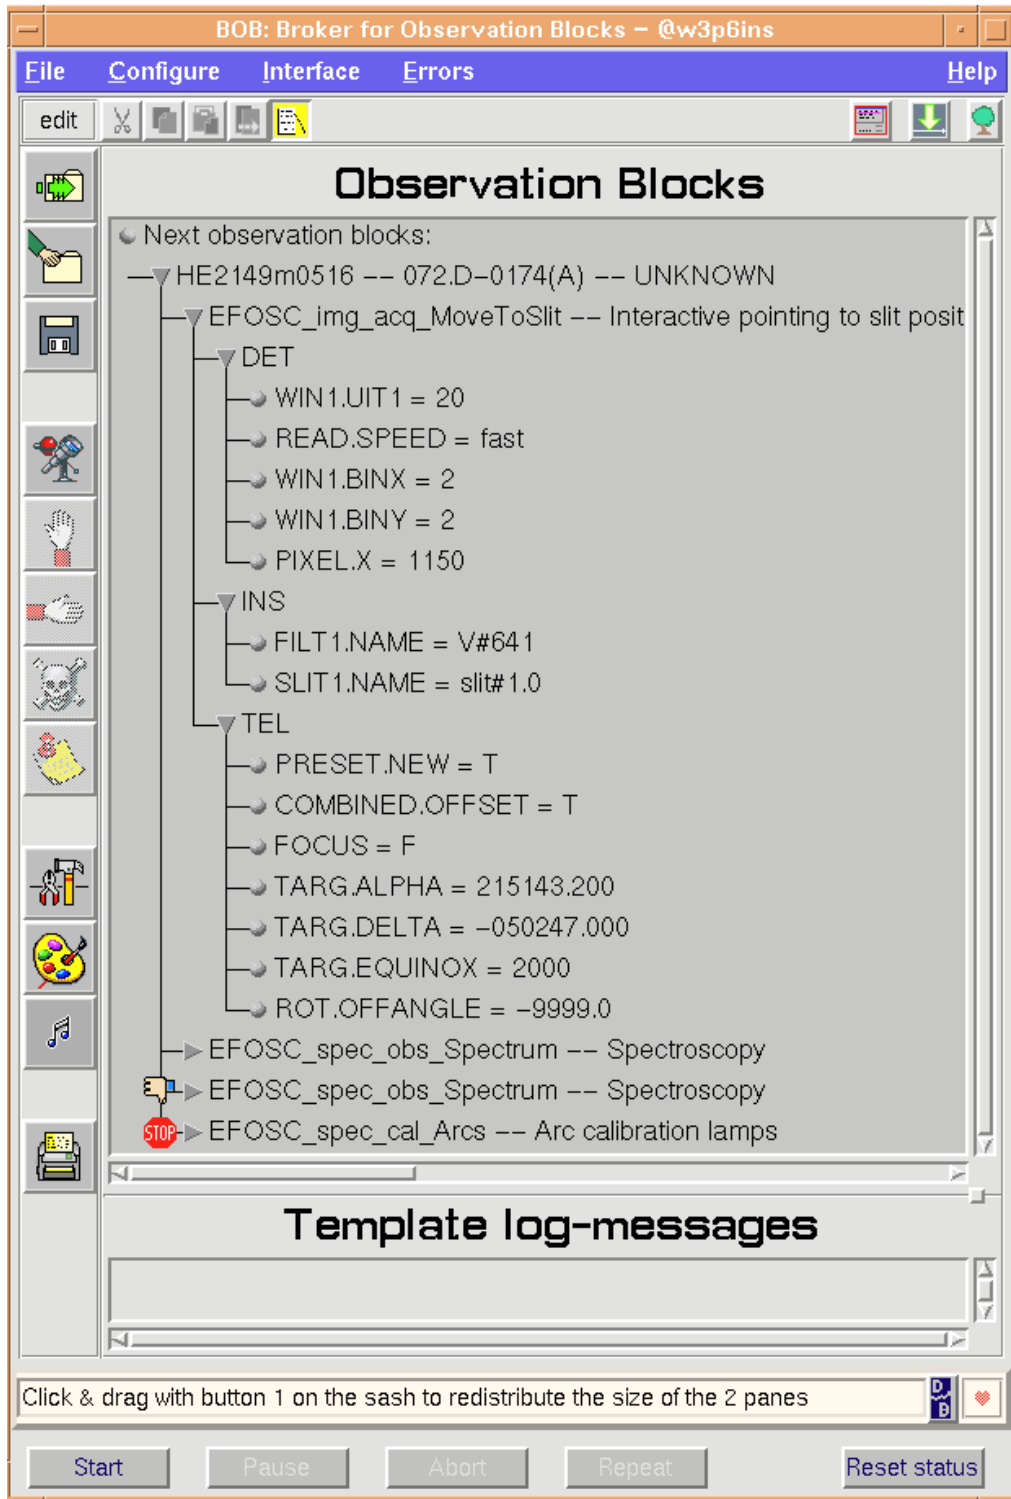 BOB: Broker for Observation Blocks – @w3p6ins
File Configure Interface Errors Help
edit
Observation Blocks
Next observation blocks:
HE2149m0516 -- 072.D-0174(A) -- UNKNOWN
EFOSC_img_acq_MoveToSlit -- Interactive pointing to slit posit
DET
WIN1.UIT1 = 20
READ.SPEED = fast
WIN1.BINX = 2
WIN1.BINY = 2
PIXEL.X = 1150
INS
FILT1.NAME = V#641
SLIT1.NAME = slit#1.0
TEL
PRESET.NEW = T
COMBINED.OFFSET = T
FOCUS = F
TARG.ALPHA = 215143.200
TARG.DELTA = -050247.000
TARG.EQUINOX = 2000
ROT.OFFANGLE = -9999.0
EFOSC_spec_obs_Spectrum -- Spectroscopy
EFOSC_spec_obs_Spectrum -- Spectroscopy
STOP EFOSC_spec_cal_Arcs -- Arc calibration lamps
Template log-messages
Click & drag with button 1 on the sash to redistribute the size of the 2 panes
D B
Start Pause Abort Repeat Reset status